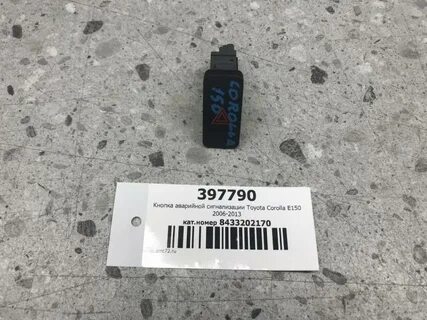 COROLLA
150
397790
Кнопка аварийной сигнализации Toyota Corolla E150
2006-2013
кат.номер 8433202170